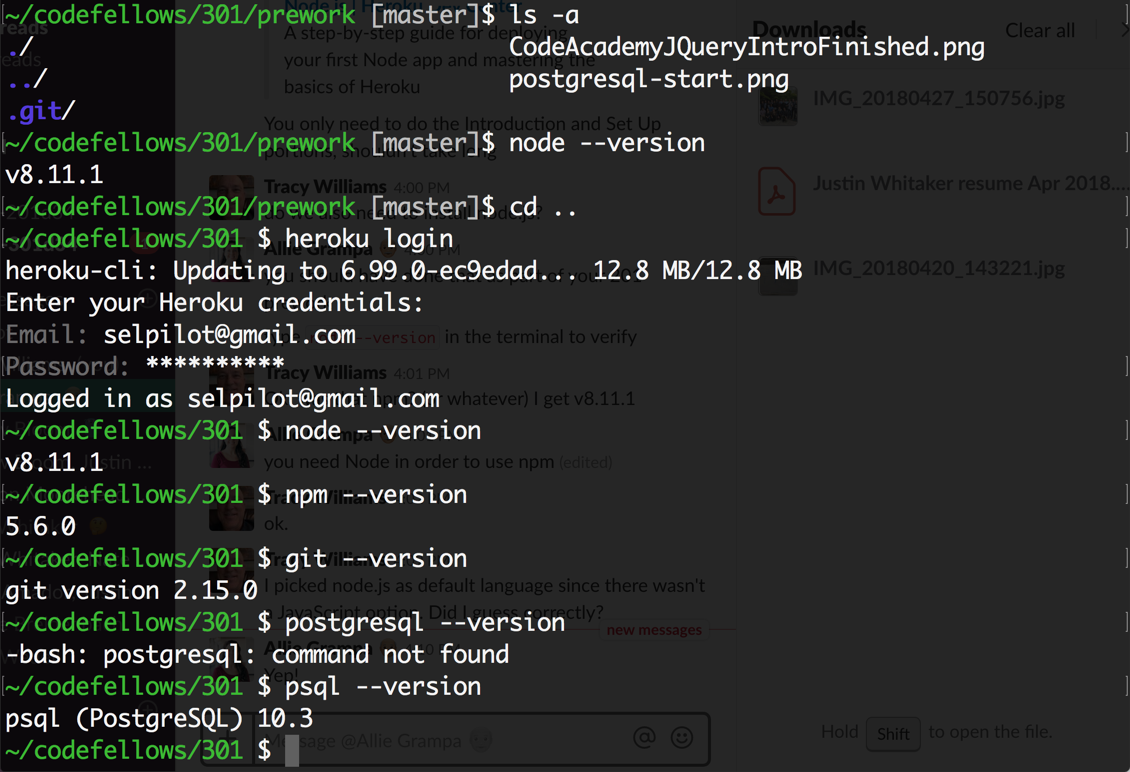 ~/codefellows/301/prework [master]$ ls -a
./ CodeAcademyJQueryIntroFinished.png
../ postgresql-start.png
.git/
~/codefellows/301/prework [master]$ node --version
v8.11.1
~/codefellows/301/prework [master]$ cd ..
~/codefellows/301 $ heroku login
heroku-cli: Updating to 6.99.0-ec9edad... 12.8 MB/12.8 MB
Enter your Heroku credentials:
Email: selpilot@gmail.com
Password: **********
Logged in as selpilot@gmail.com
~/codefellows/301 $ node --version
v8.11.1
~/codefellows/301 $ npm --version
5.6.0
~/codefellows/301 $ git --version
git version 2.15.0
~/codefellows/301 $ postgresql --version
-bash: postgresql: command not found
~/codefellows/301 $ psql --version
psql (PostgreSQL) 10.3
~/codefellows/301 $
A step-by-step guide for deploying
your first Node app and mastering the
basics of Heroku
You only need to do the Introduction and Set Up
Tracy Williams 4:00 PM
--version in the terminal to verify
Tracy Williams 4:01 PM
whatever) I get v8.11.1
you need Node in order to use npm (edited)
ok.
I picked node.js as default language since there wasn't
a JavaScript option. Did I guess correctly?
new messages
Yep!
Message @Allie Grampa
Downloads
Clear all
IMG_20180427_150756.jpg
Justin Whitaker resume Apr 2018....
IMG_20180420_143221.jpg
Hold Shift to open the file.